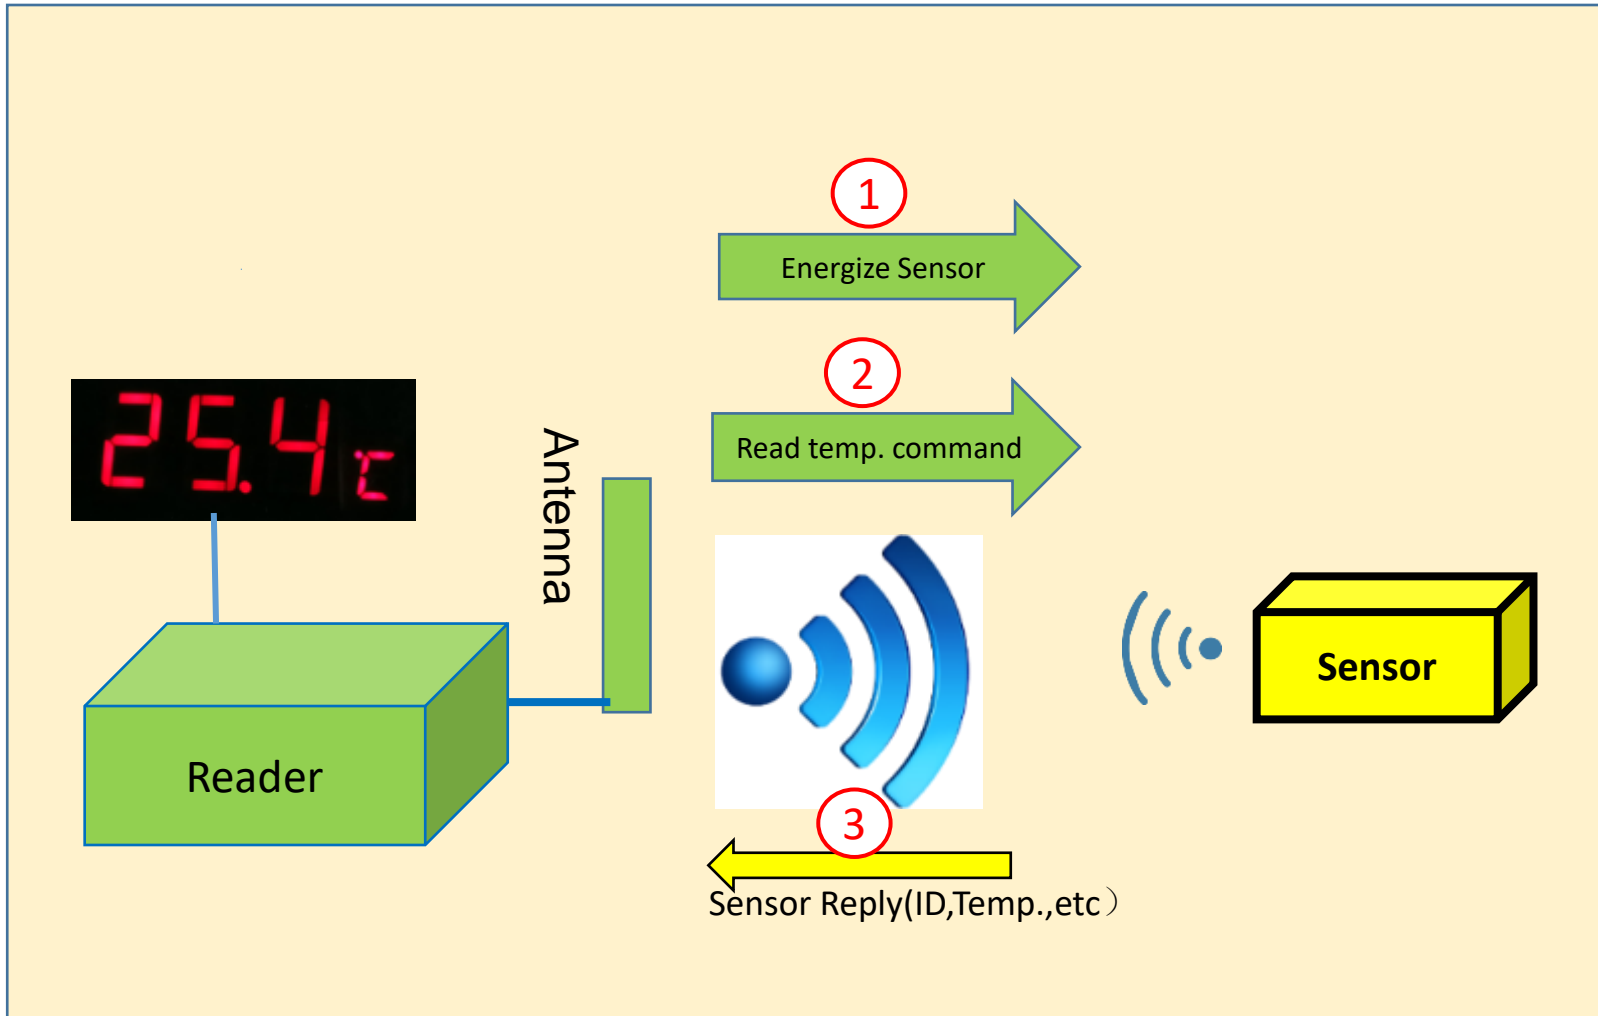 1
Energize Sensor
2
Read temp. command
25.4℃
Antenna
Sensor
Reader
3
Sensor Reply(ID,Temp.,etc）